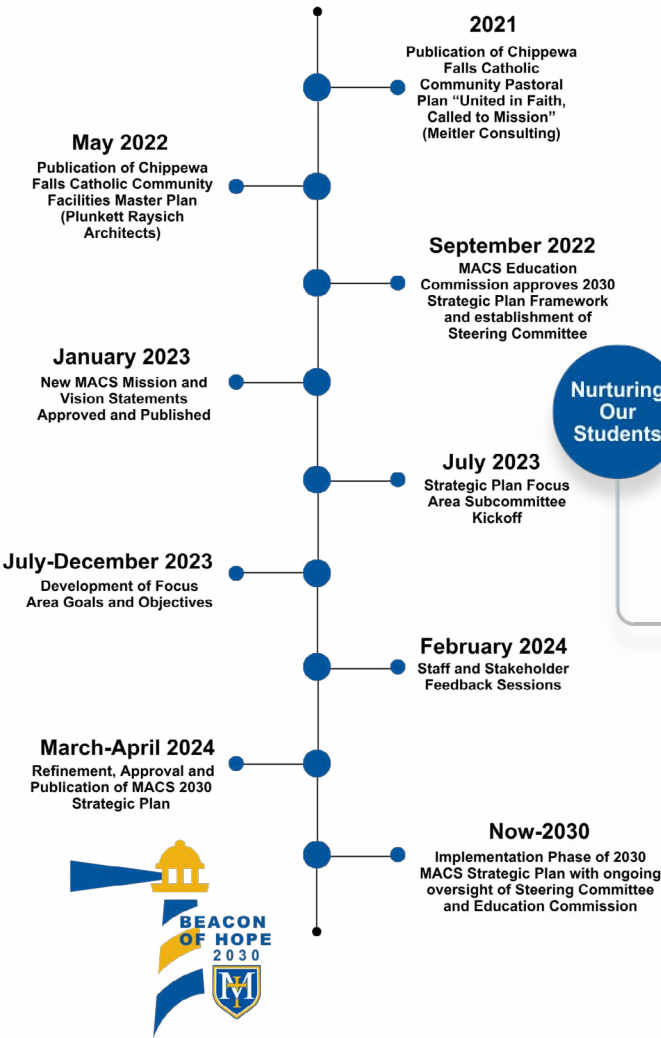 2021
Publication of Chippewa
Falls Catholic
Community Pastoral
Plan “United in Faith,
Called to Mission”
(Meitler Consulting)
May 2022
Publication of Chippewa
Falls Catholic Community
Facilities Master Plan
(Plunkett Raysich
Architects)
September 2022
MACS Education
Commission approves 2030
Strategic Plan Framework
and establishment of
Steering Committee
January 2023
New MACS Mission and
Vision Statements
Approved and Published
Nurturing
Our
Students
July 2023
Strategic Plan Focus
Area Subcommittee
Kickoff
July-December 2023
Development of Focus
Area Goals and Objectives
February 2024
Staff and Stakeholder
Feedback Sessions
March-April 2024
Refinement, Approval and
Publication of MACS 2030
Strategic Plan
Now-2030
Implementation Phase of 2030
MACS Strategic Plan with ongoing
oversight of Steering Committee
and Education Commission
BEACON
OF HOPE
2030
M